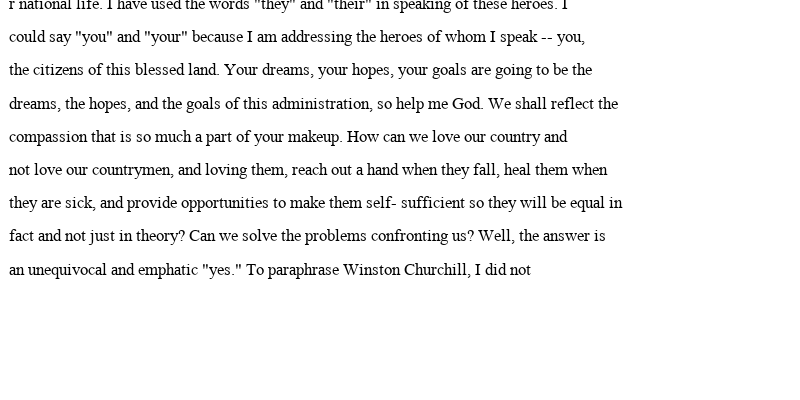 r national life. I have used the words "they" and "their" in speaking of these heroes. I
could say "you" and "your" because I am addressing the heroes of whom I speak -- you,
the citizens of this blessed land. Your dreams, your hopes, your goals are going to be the
dreams, the hopes, and the goals of this administration, so help me God. We shall reflect the
compassion that is so much a part of your makeup. How can we love our country and
not love our countrymen, and loving them, reach out a hand when they fall, heal them when
they are sick, and provide opportunities to make them self- sufficient so they will be equal in
fact and not just in theory? Can we solve the problems confronting us? Well, the answer is
an unequivocal and emphatic "yes." To paraphrase Winston Churchill, I did not